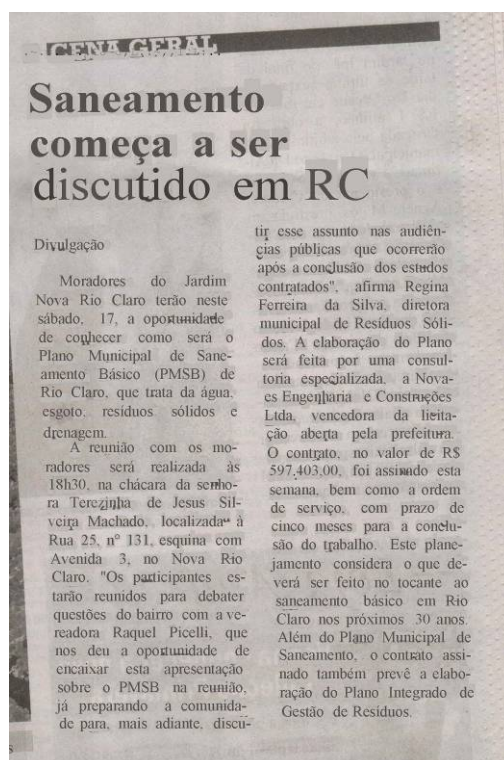 CENA GERAL
Saneamento
começa a ser
discutido em RC
Divulgação
Moradores do Jardim
Nova Rio Claro terão neste
sábado, 17, a oportunidade
de conhecer como será o
Plano Municipal de Sane-
amento Básico (PMSB) de
Rio Claro, que trata da água,
esgoto, resíduos sólidos e
drenagem.
A reunião com os mo-
radores será realizada às
18h30, na chácara da senho-
ra Terezinha de Jesus Sil-
veira Machado, localizada à
Rua 25, n° 131, esquina com
Avenida 3, no Nova Rio
Claro. "Os participantes es-
tarão reunidos para debater
questões do bairro com a ve-
readora Raquel Picelli, que
nos deu a oportunidade de
encaixar esta apresentação
sobre o PMSB na reunião,
já preparando a comunida-
de para, mais adiante, discu-
tir esse assunto nas audiên-
cias públicas que ocorrerão
após a conclusão dos estudos
contratados", afirma Regina
Ferreira da Silva, diretora
municipal de Resíduos Sóli-
dos. A elaboração do Plano
será feita por uma consul-
toria especializada, a Nova-
es Engenharia e Construções
Ltda, vencedora da licita-
ção aberta pela prefeitura.
O contrato, no valor de R$
597.403,00, foi assinado esta
semana, bem como a ordem
de serviço, com prazo de
cinco meses para a conclu-
são do trabalho. Este plane-
jamento considera o que de-
verá ser feito no tocante ao
saneamento básico em Rio
Claro nos próximos 30 anos.
Além do Plano Municipal de
Saneamento, o contrato assi-
nado também prevê a elabo-
ração do Plano Integrado de
Gestão de Resíduos.